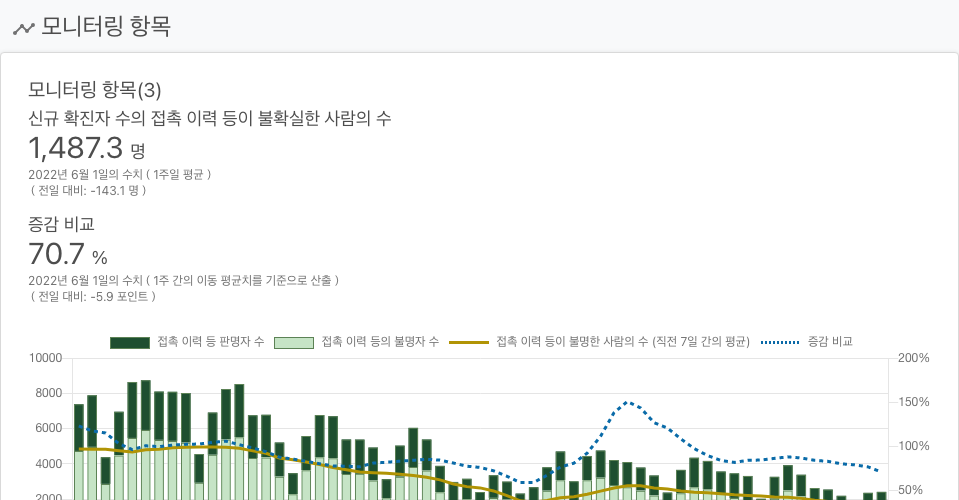 모니터링 항목
모니터링 항목(3)
신규 확진자 수의 접촉 이력 등이 불확실한 사람의 수
1,487.3 명
2022년 6월 1일의 수치 ( 1주일 평균 )
( 전일 대비: -143.1 명 )
증감 비교
70.7 %
2022년 6월 1일의 수치 ( 1주 간의 이동 평균치를 기준으로 산출 )
( 전일 대비: -5.9 포인트 )
접촉 이력 등 판명자 수 접촉 이력 등의 불명자 수 접촉 이력 등이 불명한 사람의 수 (직전 7일 간의 평균) 증감 비교
10000 200%
8000
150%
6000
100%
4000
50%
2000